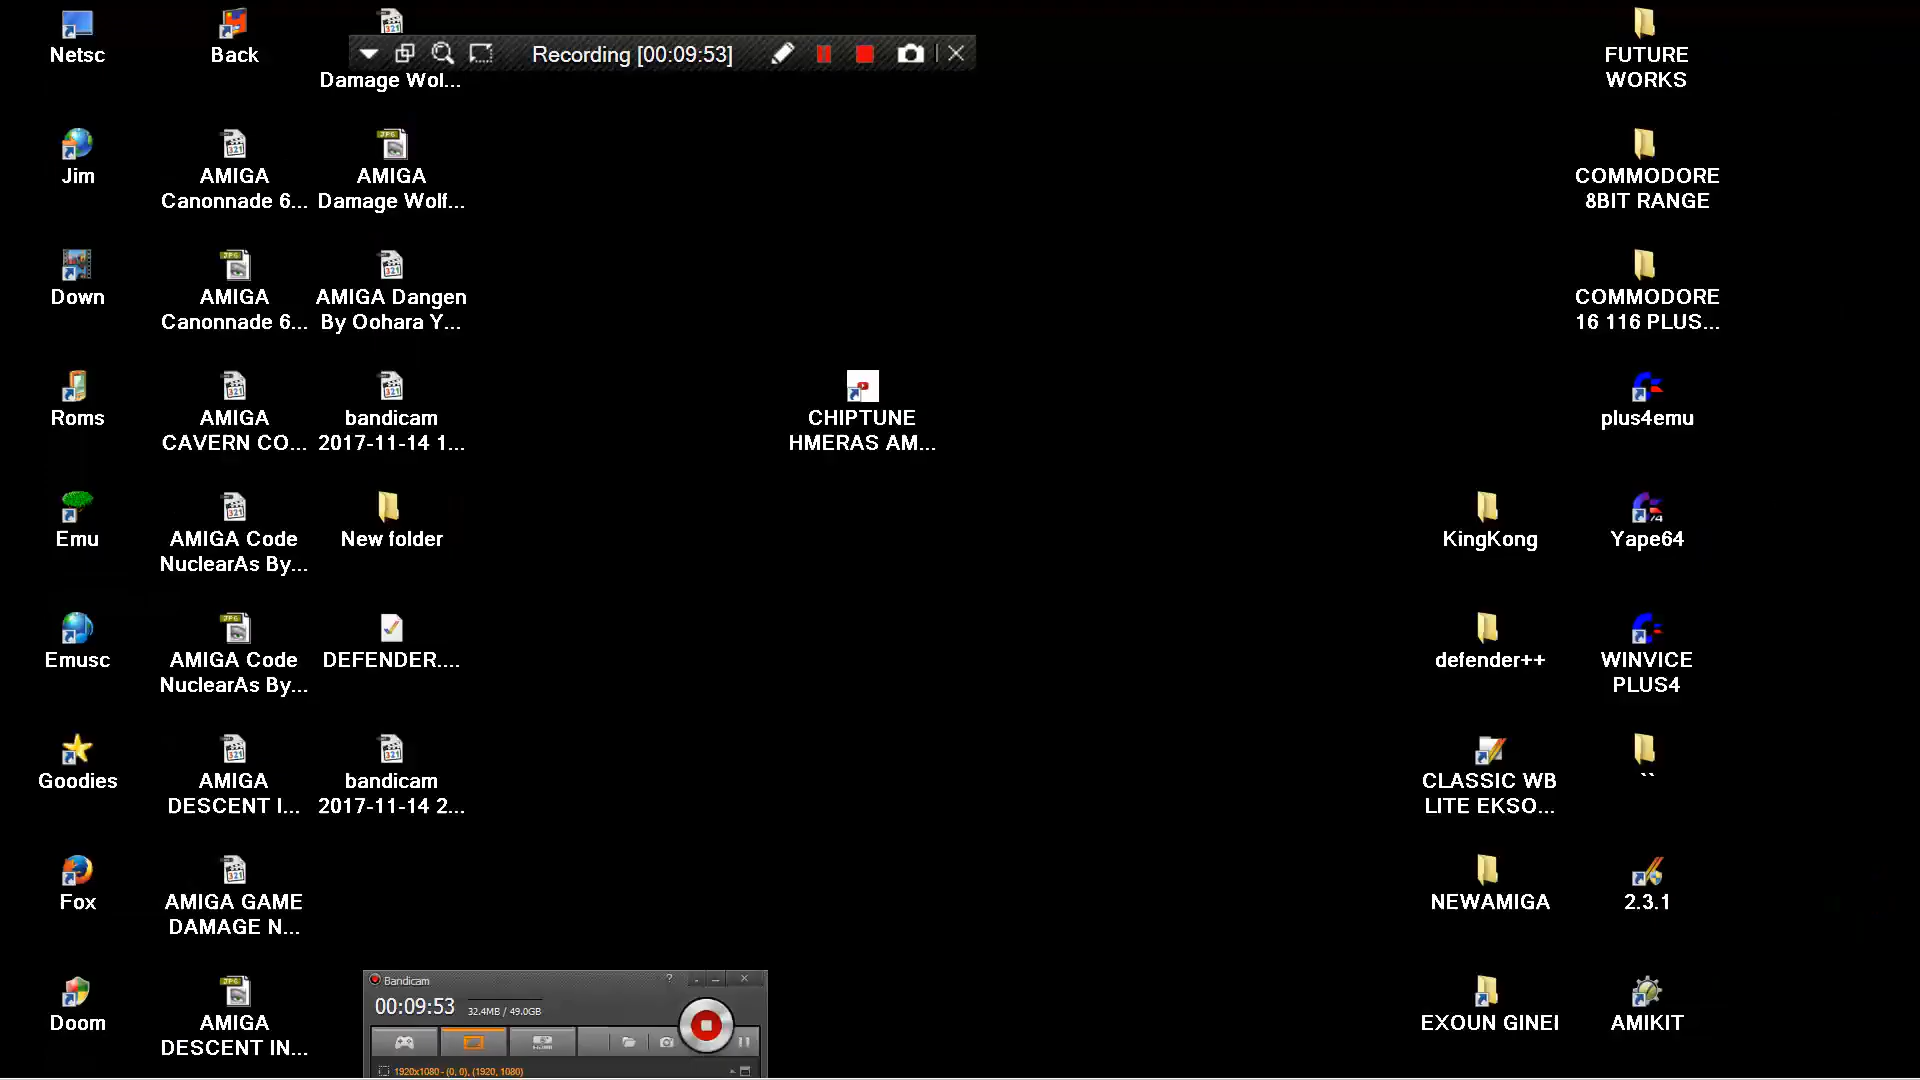 Netsc
Back
Damage Wol...
Recording [00:09:53]
FUTURE
WORKS
Jim
AMIGA
Canonnade 6...
AMIGA
Damage Wolf...
COMMODORE
8BIT RANGE
Down
AMIGA
Canonnade 6...
AMIGA Dangen
By Oohara Y...
COMMODORE
16 116 PLUS...
Roms
AMIGA
CAVERN CO...
bandicam
2017-11-14 1...
CHIPTUNE
HMERAS AM...
plus4emu
Emu
AMIGA Code
NuclearAs By...
New folder
KingKong
Yape64
Emusc
AMIGA Code
NuclearAs By...
DEFENDER....
defender++
WINVICE
PLUS4
Goodies
AMIGA
DESCENT I...
bandicam
2017-11-14 2...
CLASSIC WB
LITE EKSO...
``
Fox
AMIGA GAME
DAMAGE N...
NEWAMIGA
2.3.1
Doom
AMIGA
DESCENT IN...
Bandicam
00:09:53
32.4MB / 49.0GB
1920x1080 - (0, 0), (1920, 1080)
EXOUN GINEI
AMIKIT